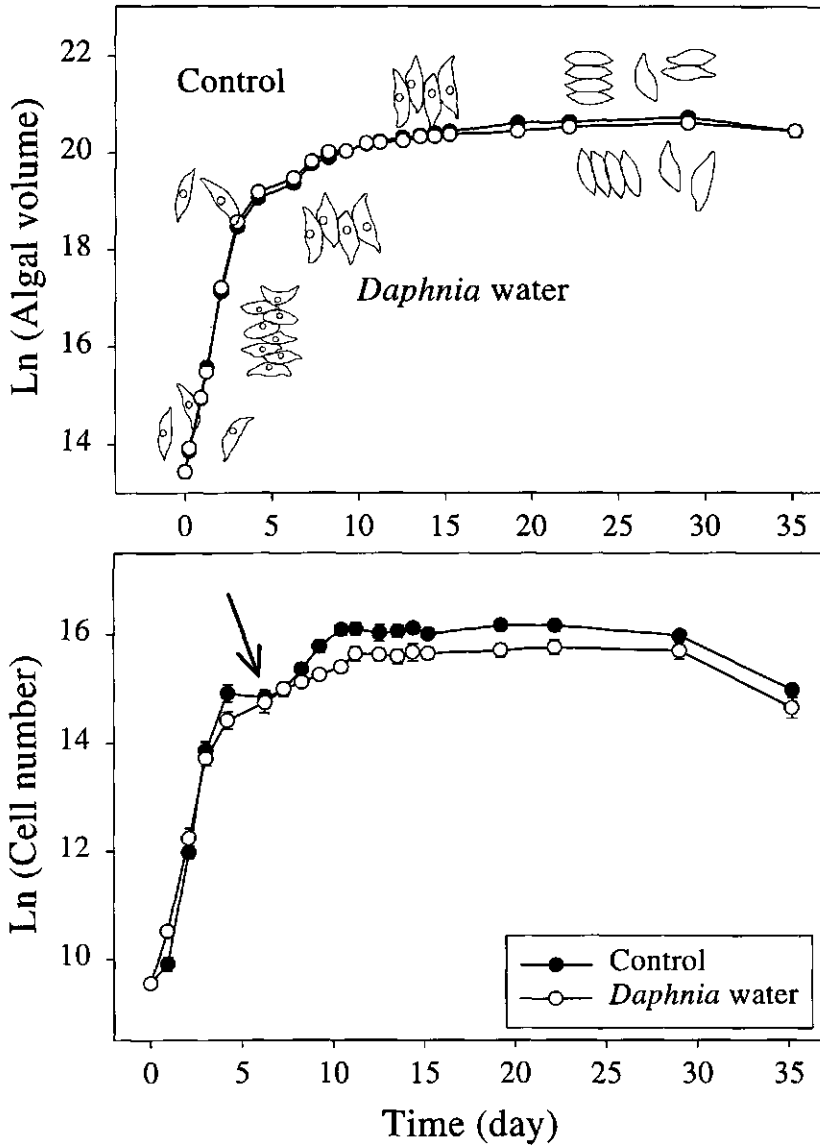 22
20
18
16
14
Ln (Algal volume)
Control
Daphnia water
0 5 10 15 20 25 30 35
16
14
12
10
Ln (Cell number)
Control
Daphnia water
0 5 10 15 20 25 30 35
Time (day)